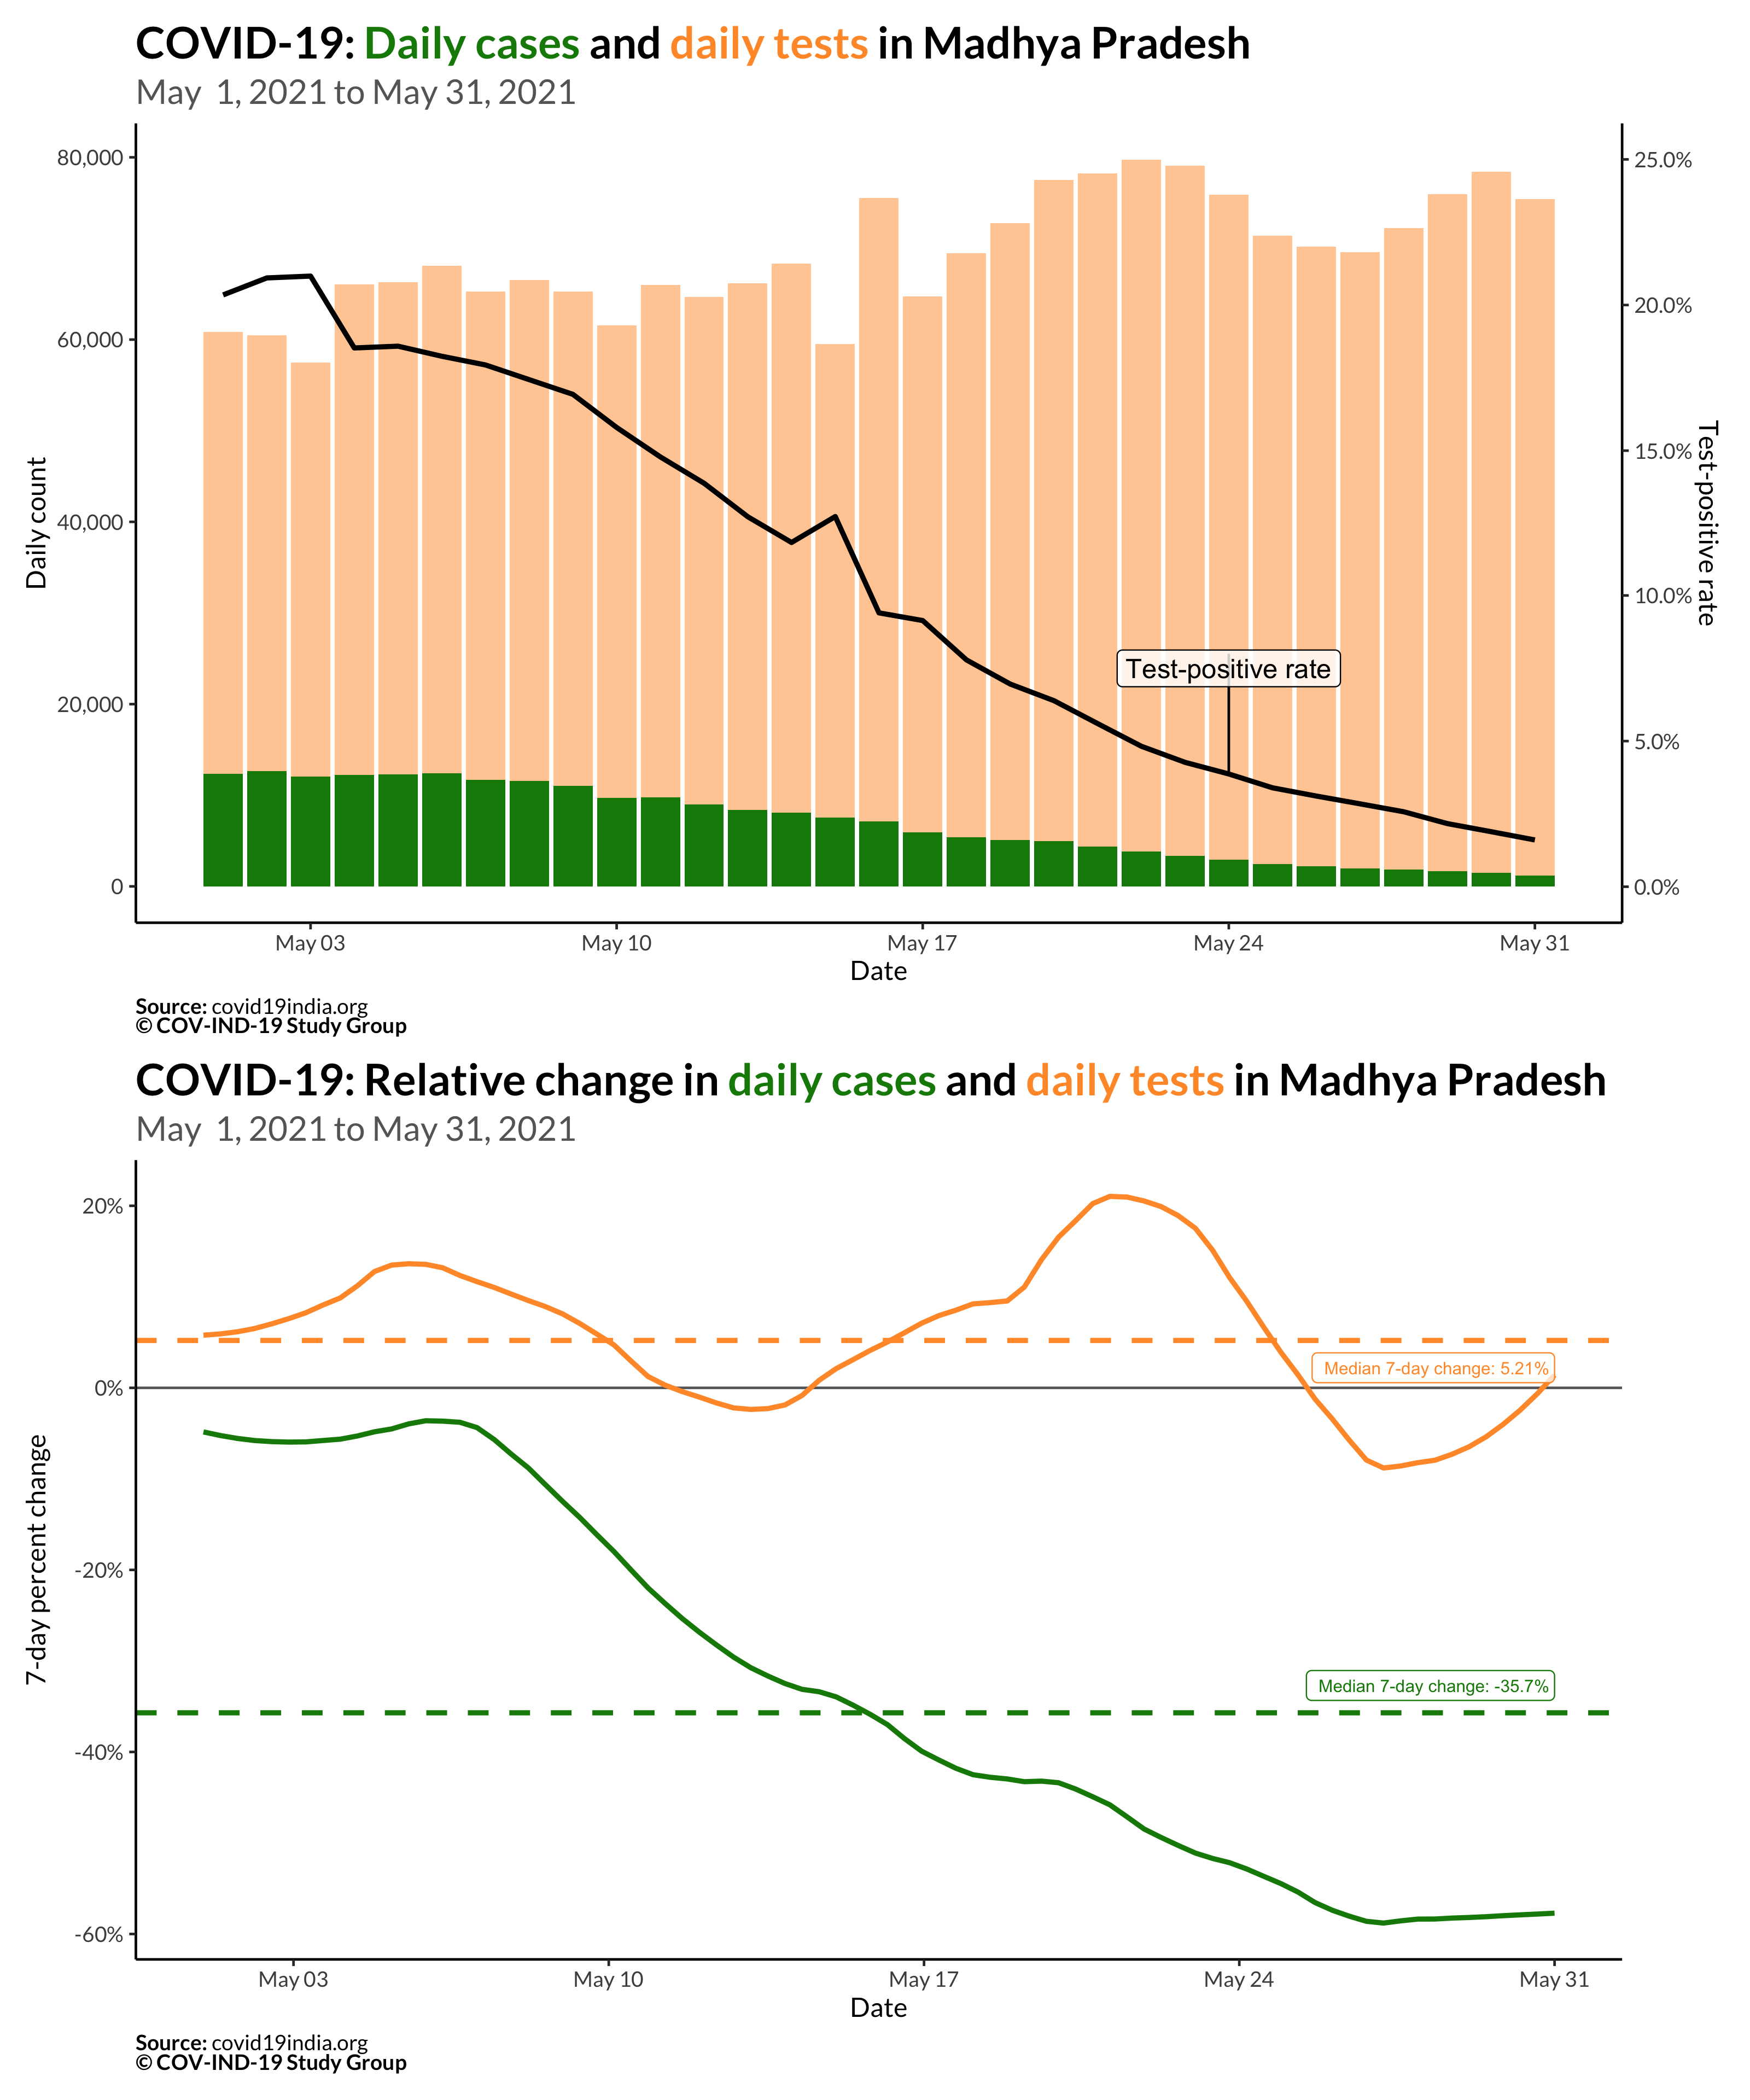 COVID-19: Daily cases and daily tests in Madhya Pradesh
May  1, 2021 to May 31, 2021
80,000
60,000
40,000
20,000
0
Daily count
25.0%
20.0%
15.0%
10.0%
5.0%
0.0%
Test-positive rate
Test-positive rate
May 03
May 10
May 17
May 24
May 31
Date
Source: covid19india.org
© COV-IND-19 Study Group
COVID-19: Relative change in daily cases and daily tests in Madhya Pradesh
May  1, 2021 to May 31, 2021
20%
0%
-20%
-40%
-60%
7-day percent change
Median 7-day change: 5.21%
Median 7-day change: -35.7%
May 03
May 10
May 17
May 24
May 31
Date
Source: covid19india.org
© COV-IND-19 Study Group